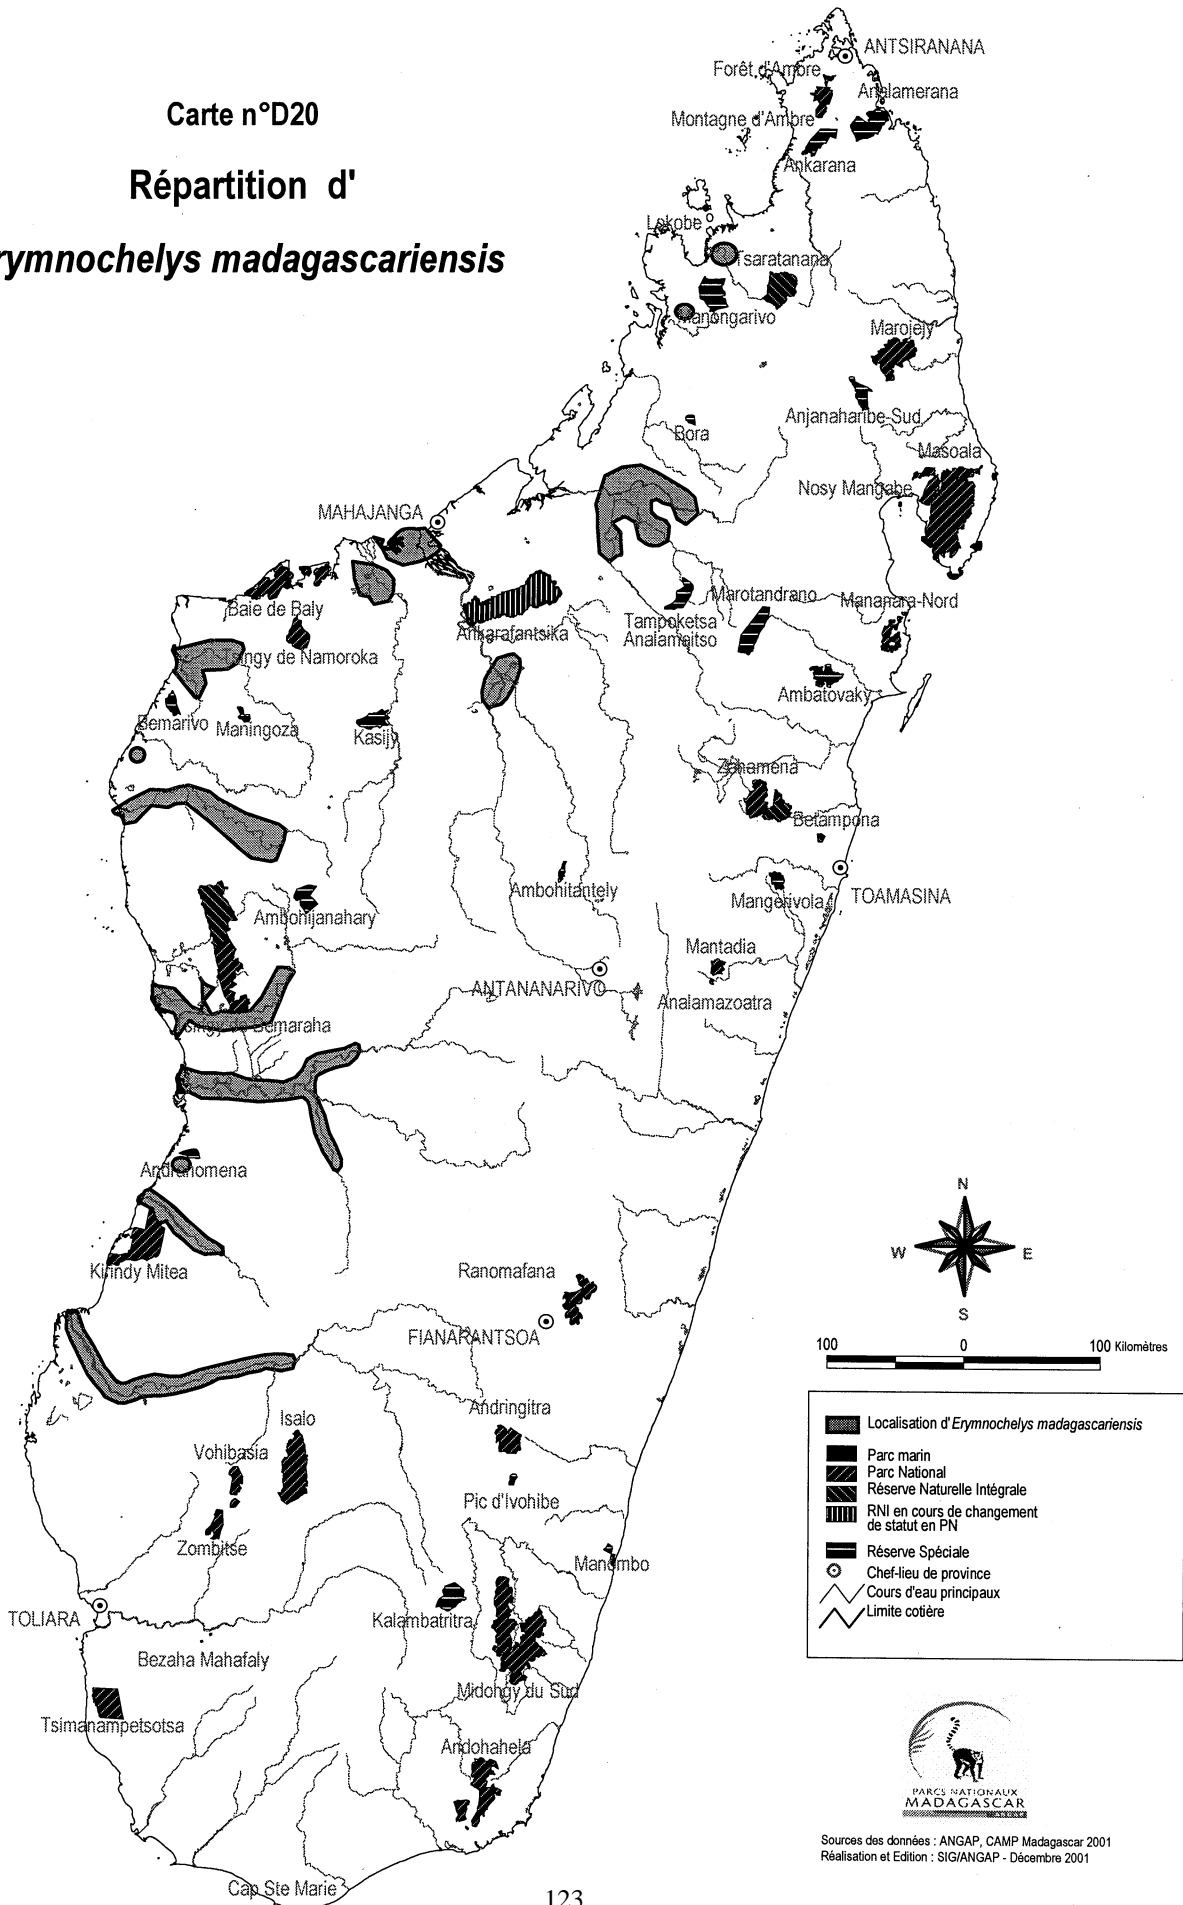 Carte n°D20
Répartition d'
rymnochelys madagascariensis
ANTSIRANANA
Forêt d'Ambre
Analamerana
Montagne d'Ambre
Ankarana
Lokobe
Tsaratanana
Manongarivo
Marojejy
Anjanaharibe-Sud
Bora
Masoala
Nosy Mangabe
MAHAJANGA
Baie de Baly
Ankarafantsika
Marotandrano
Tampoketsa
Analamaitso
Mananara-Nord
Tsingy de Namoroka
Ambatovaky
Bemarivo
Maningoza
Kasijy
Zahamena
Betampona
Ambohitantely
Mangerivola
TOAMASINA
Ambohijanahary
Mantadia
ANTANANARIVO
Analamazoatra
Tsingy de Bemaraha
Andranomena
Kirindy Mitea
Ranomafana
FIANARANTSOA
Andringitra
Isalo
Vohibasia
Pic d'Ivohibe
Zombitse
Manombo
TOLIARA
Kalambatritra
Bezaha Mahafaly
Midongy du Sud
Tsimanampetsotsa
Andohahela
Cap Ste Marie
N
W
E
S
100
0
100 Kilomètres
Localisation d'Erymnochelys madagascariensis
Parc marin
Parc National
Réserve Naturelle Intégrale
RNI en cours de changement
de statut en PN
Réserve Spéciale
Chef-lieu de province
Cours d'eau principaux
Limite cotière
PARCS NATIONAUX
MADAGASCAR
Sources des données : ANGAP, CAMP Madagascar 2001
Réalisation et Edition : SIG/ANGAP - Décembre 2001
123